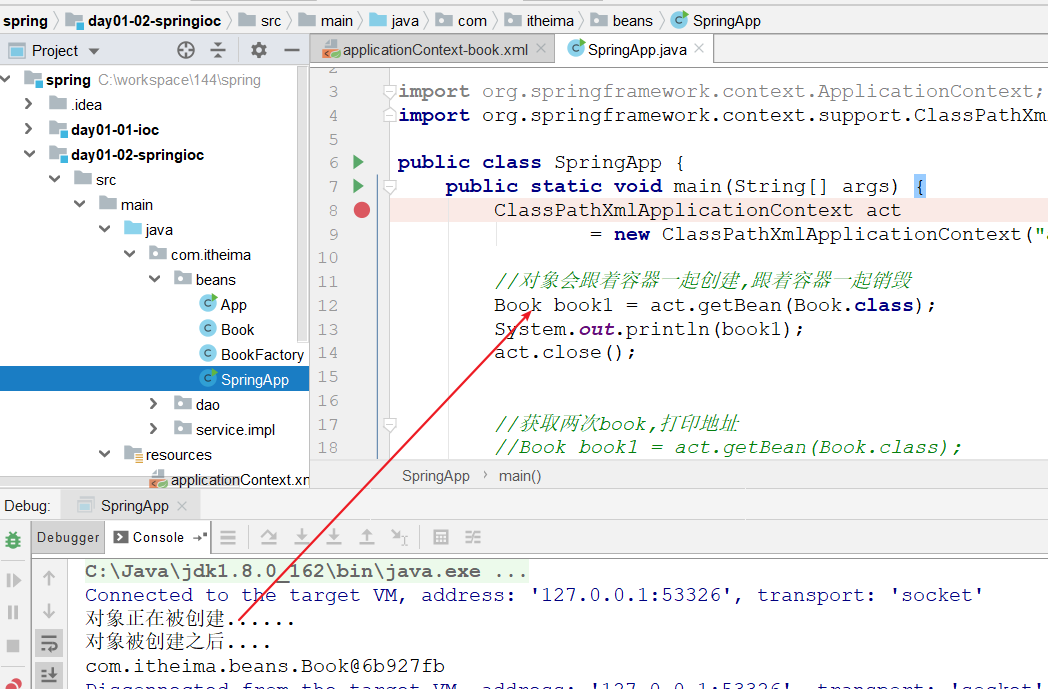 spring day01-02-springioc src main java com itheima beans SpringApp
Project
applicationContext-book.xml SpringApp.java
spring C:\workspace\144\spring
.idea
day01-01-ioc
day01-02-springioc
src
main
java
com.itheima
beans
App
Book
BookFactory
SpringApp
dao
service.impl
resources
applicationContext.xm
2
3 import org.springframework.context.ApplicationContext;
4 import org.springframework.context.support.ClassPathXm
5
6 public class SpringApp {
7 public static void main(String[] args) {
8 ClassPathXmlApplicationContext act
9 = new ClassPathXmlApplicationContext("a
10
11 //对象会跟着容器一起创建,跟着容器一起销毁
12 Book book1 = act.getBean(Book.class);
13 System.out.println(book1);
14 act.close();
15
16
17 //获取两次book,打印地址
18 //Book book1 = act.getBean(Book.class);
SpringApp main()
Debug: SpringApp
Debugger Console
C:\Java\jdk1.8.0_162\bin\java.exe ...
Connected to the target VM, address: '127.0.0.1:53326', transport: 'socket'
对象正在被创建......
对象被创建之后....
com.itheima.beans.Book@6b927fb
Disconnected from the target VM, address: '127.0.0.1:53326', transport: 'socket'